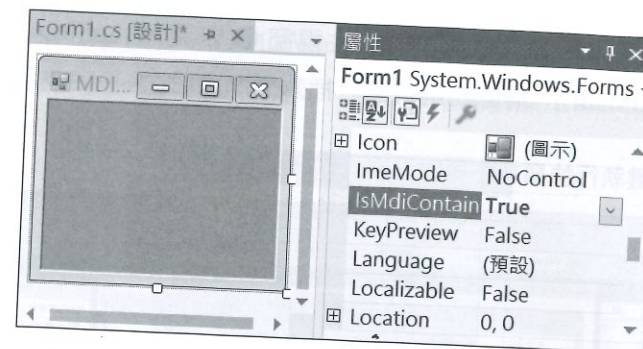 Form1.cs [設計]*
MDI...
屬性
Form1 System.Windows.Forms
Icon (圖示)
ImeMode NoControl
IsMdiContain True
KeyPreview False
Language (預設)
Localizable False
Location 0, 0